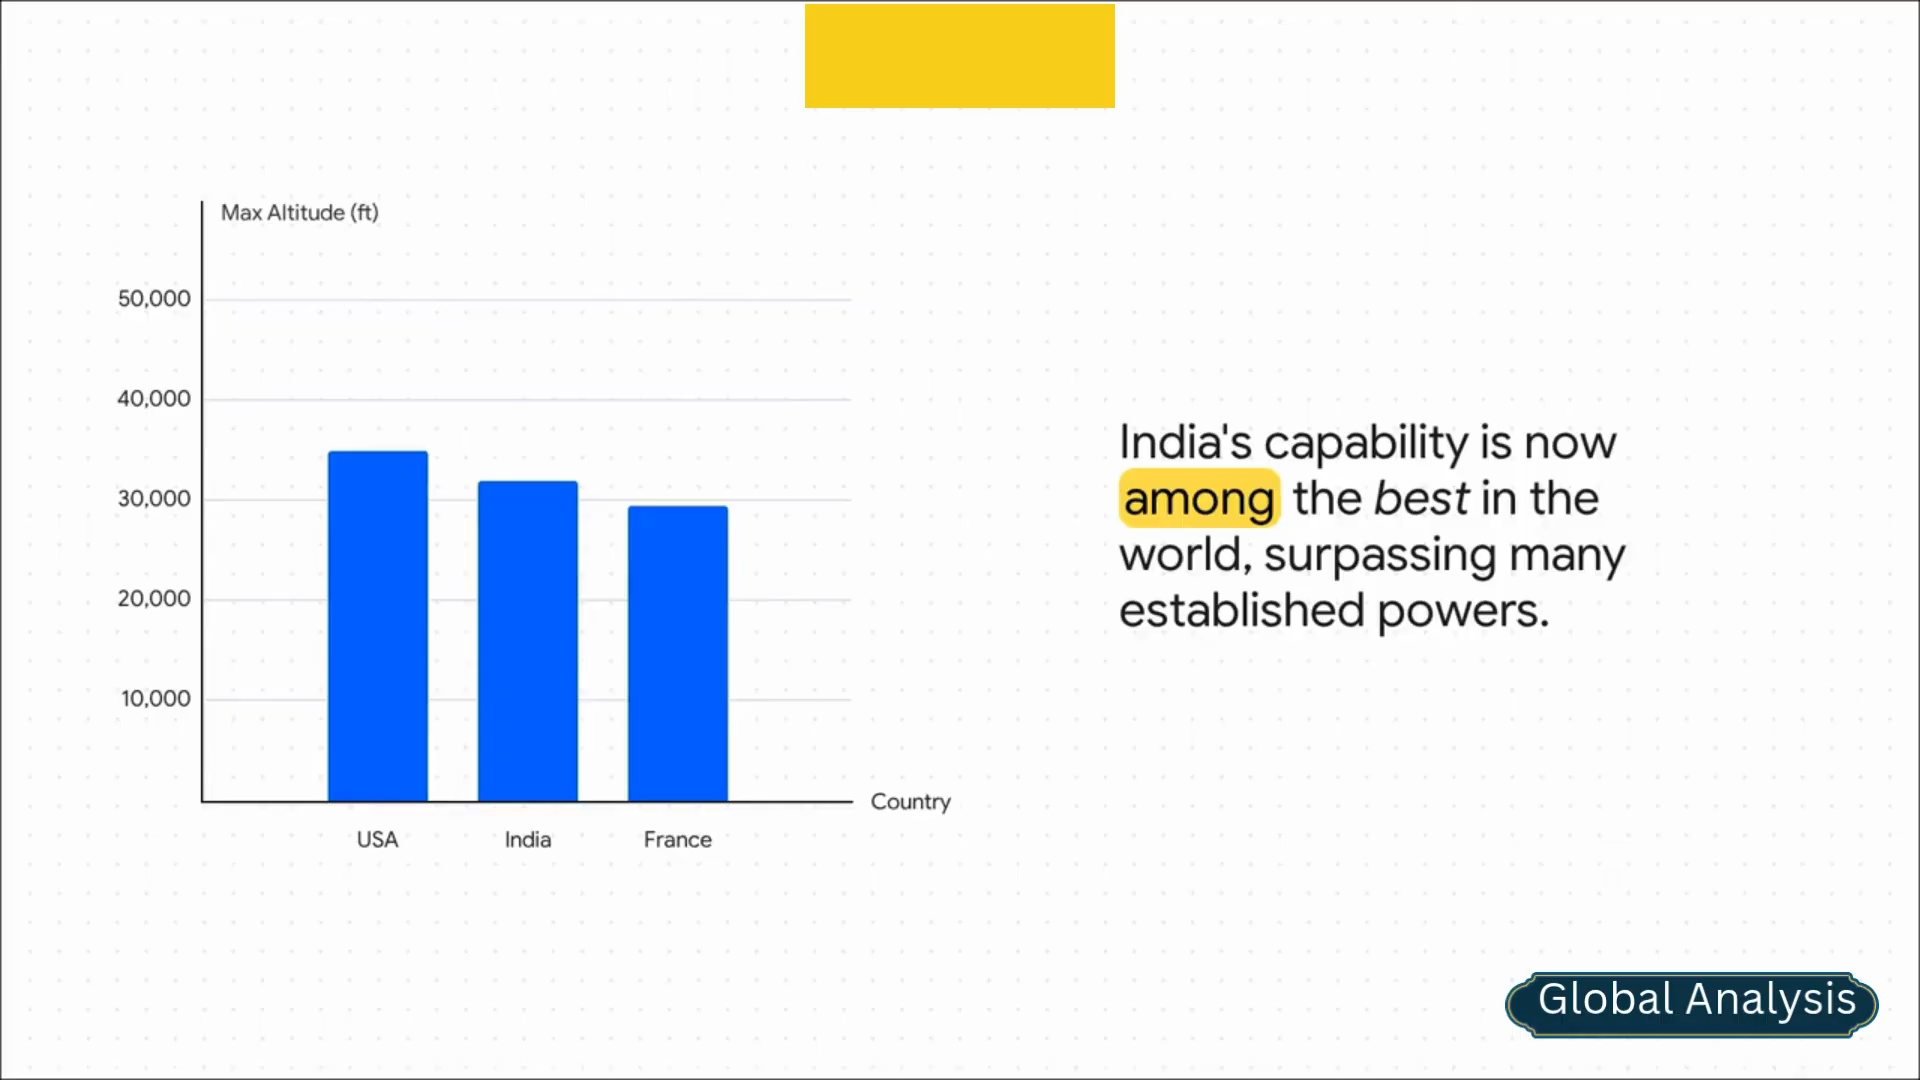 Max Altitude (ft)
50,000
40,000
30,000
20,000
10,000
USA India France
Country
India's capability is now
among the best in the
world, surpassing many
established powers.
Global Analysis